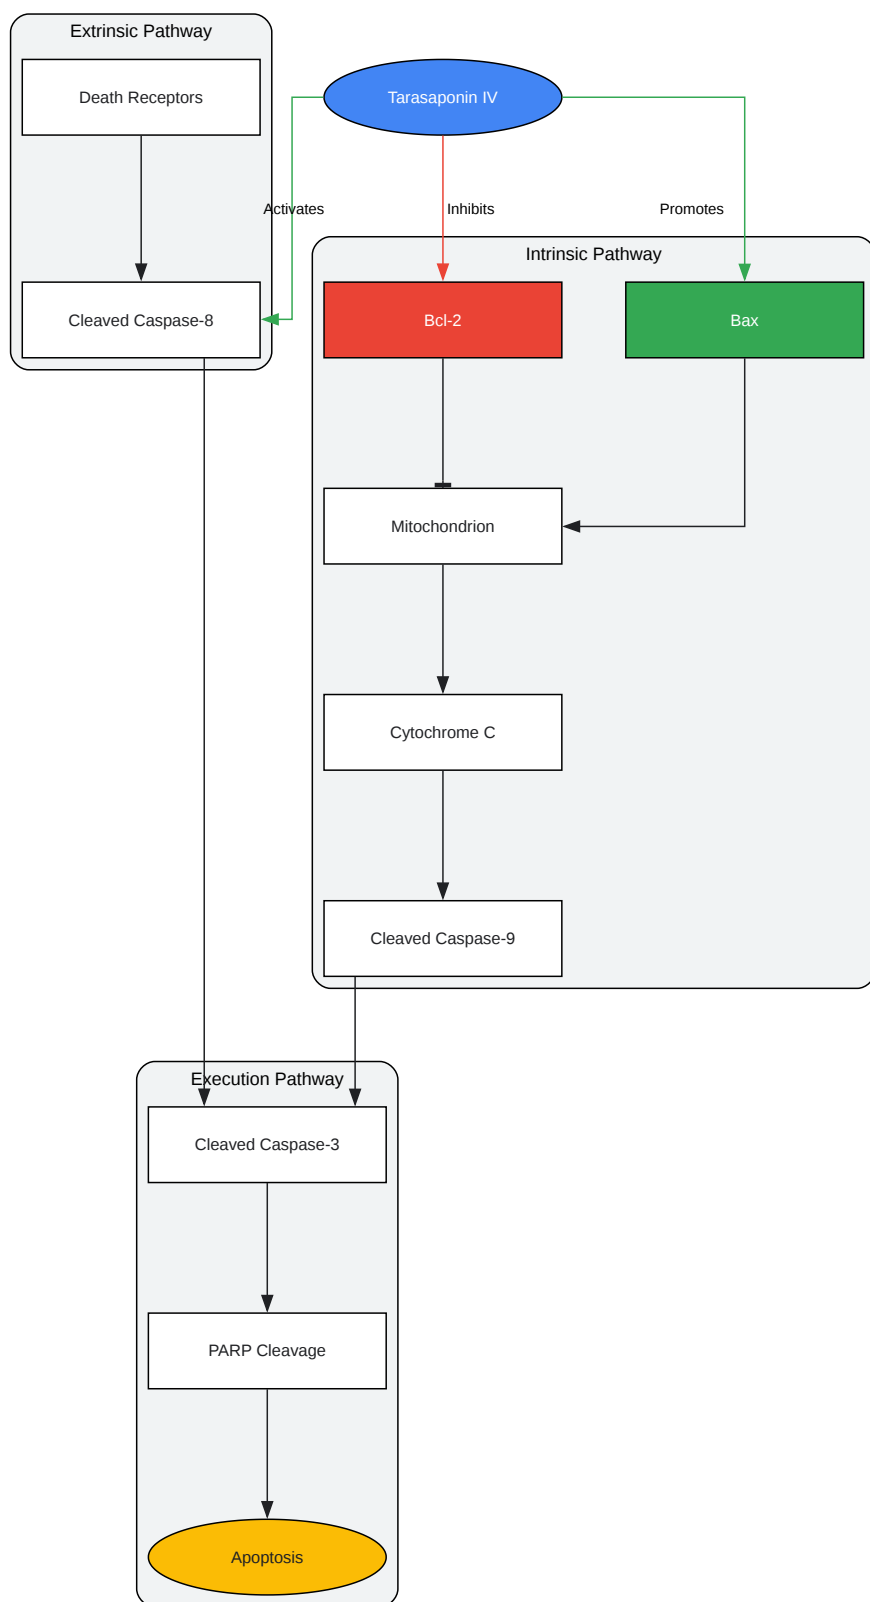 Extrinsic Pathway
Death Receptors
Tarasaponin IV
Activates
Inhibits
Promotes
Intrinsic Pathway
Cleaved Caspase-8
Bcl-2
Bax
Mitochondrion
Cytochrome C
Cleaved Caspase-9
Execution Pathway
Cleaved Caspase-3
PARP Cleavage
Apoptosis